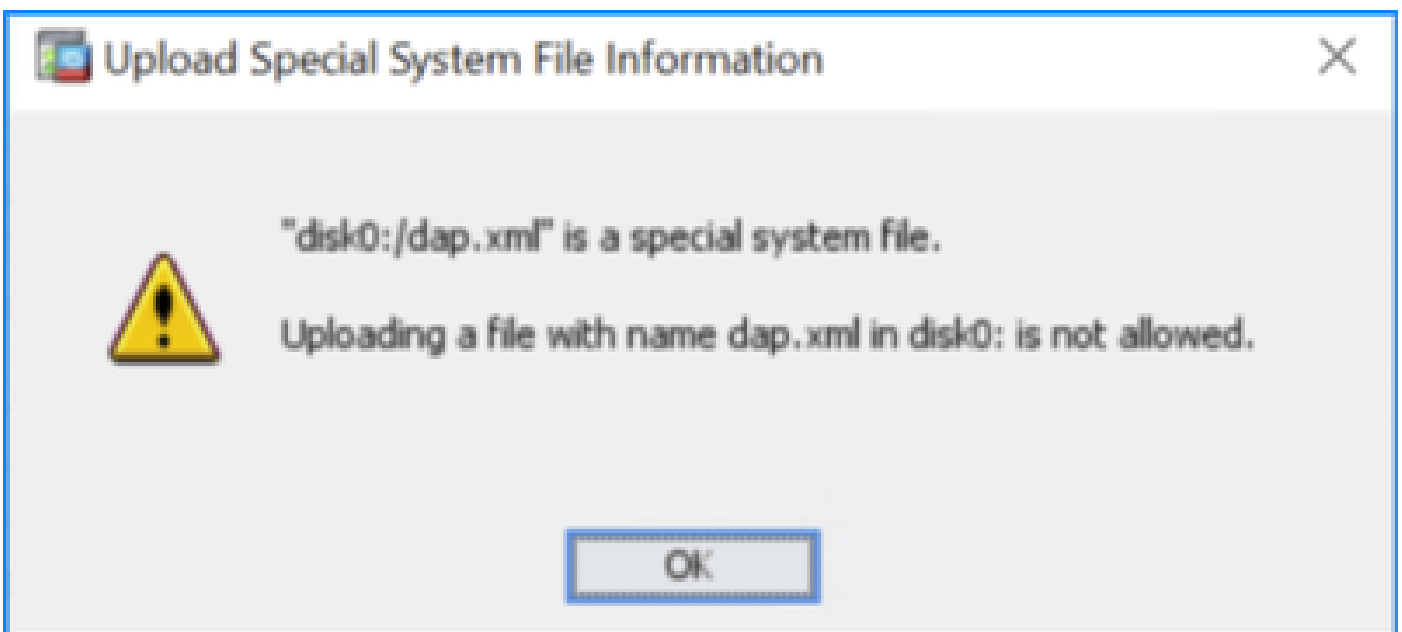 Upload Special System File Information
"disk0:/dap.xml" is a special system file.
Uploading a file with name dap.xml in disk0: is not allowed.
OK